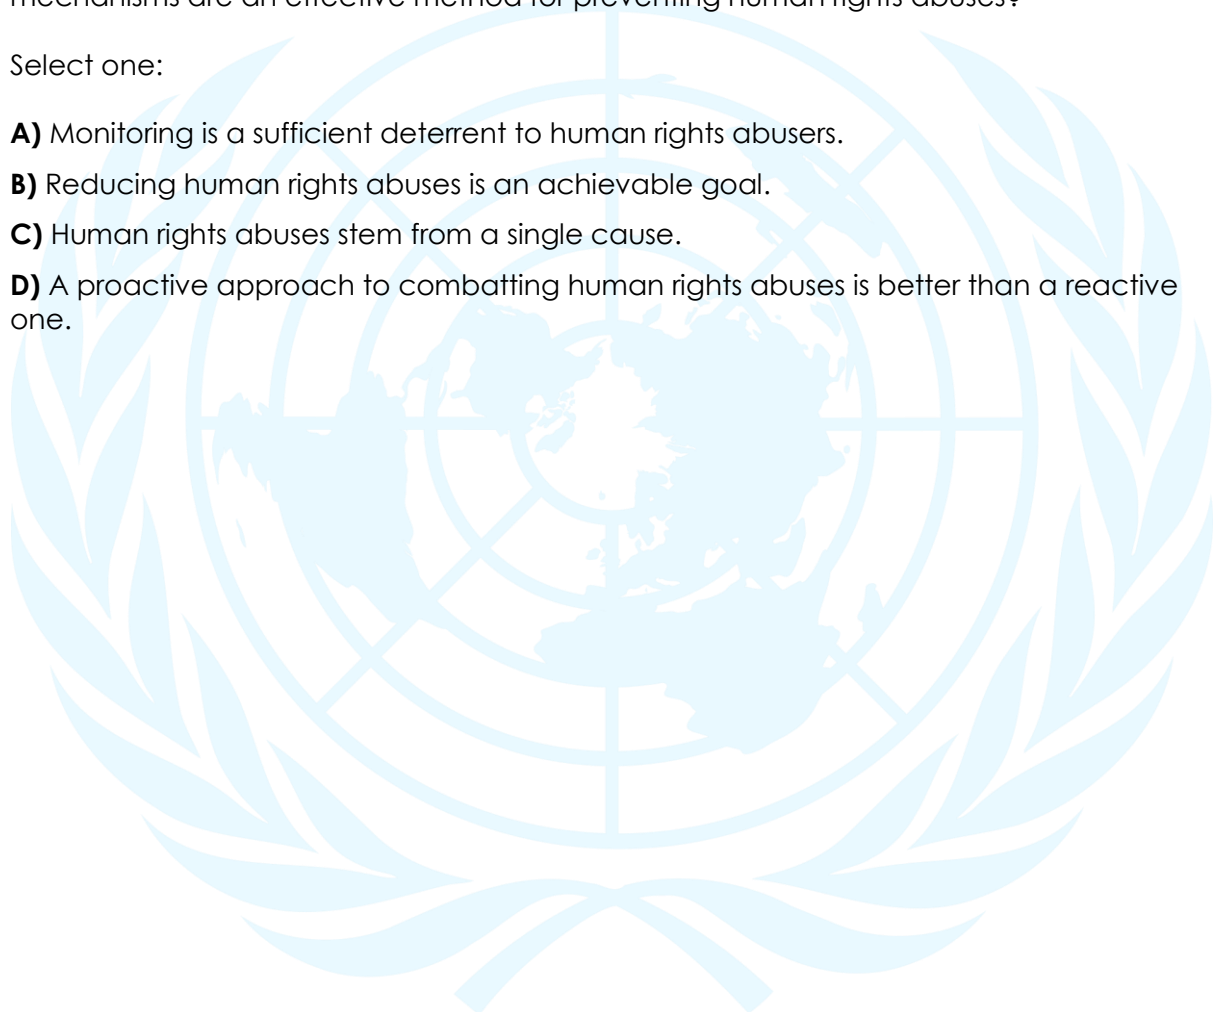 mechanisms are an effective method for preventing human rights abuses?
Select one:
A) Monitoring is a sufficient deterrent to human rights abusers.
B) Reducing human rights abuses is an achievable goal.
C) Human rights abuses stem from a single cause.
D) A proactive approach to combatting human rights abuses is better than a reactive
one.